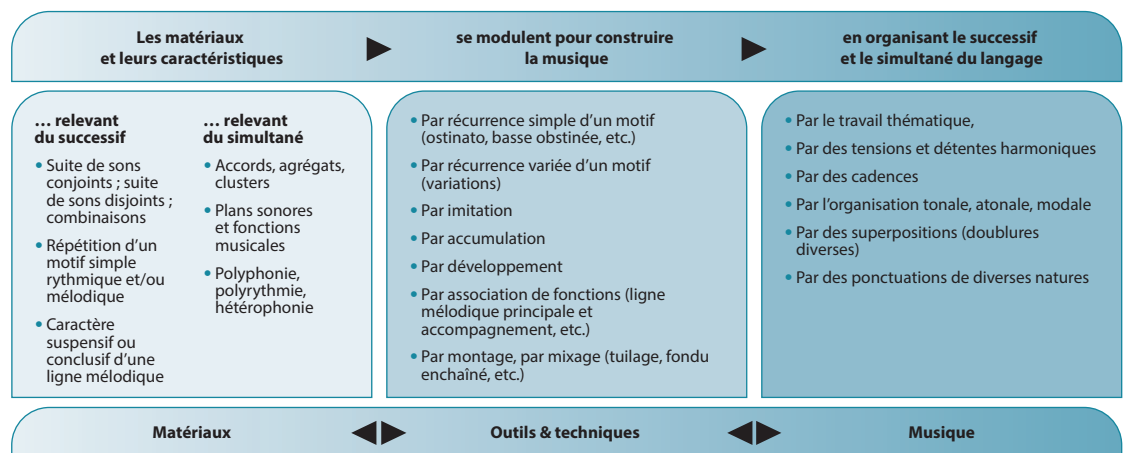 Les matériaux
et leurs caractéristiques
se modulent pour construire
la musique
en organisant le successif
et le simultané du langage
… relevant
du successif
• Suite de sons
conjoints ; suite
de sons disjoints ;
combinaisons
• Répétition d’un
motif simple
rythmique et/ou
mélodique
• Caractère
suspensif ou
conclusif d’une
ligne mélodique
… relevant
du simultané
• Accords, agrégats,
clusters
• Plans sonores
et fonctions
musicales
• Polyphonie,
polyrythmie,
hétérophonie
• Par récurrence simple d’un motif
(ostinato, basse obstinée, etc.)
• Par récurrence variée d’un motif
(variations)
• Par imitation
• Par accumulation
• Par développement
• Par association de fonctions (ligne
mélodique principale et
accompagnement, etc.)
• Par montage, par mixage (tuilage, fondu
enchaîné, etc.)
• Par le travail thématique,
• Par des tensions et détentes harmoniques
• Par des cadences
• Par l’organisation tonale, atonale, modale
• Par des superpositions (doublures
diverses)
• Par des ponctuations de diverses natures
Matériaux
Outils & techniques
Musique